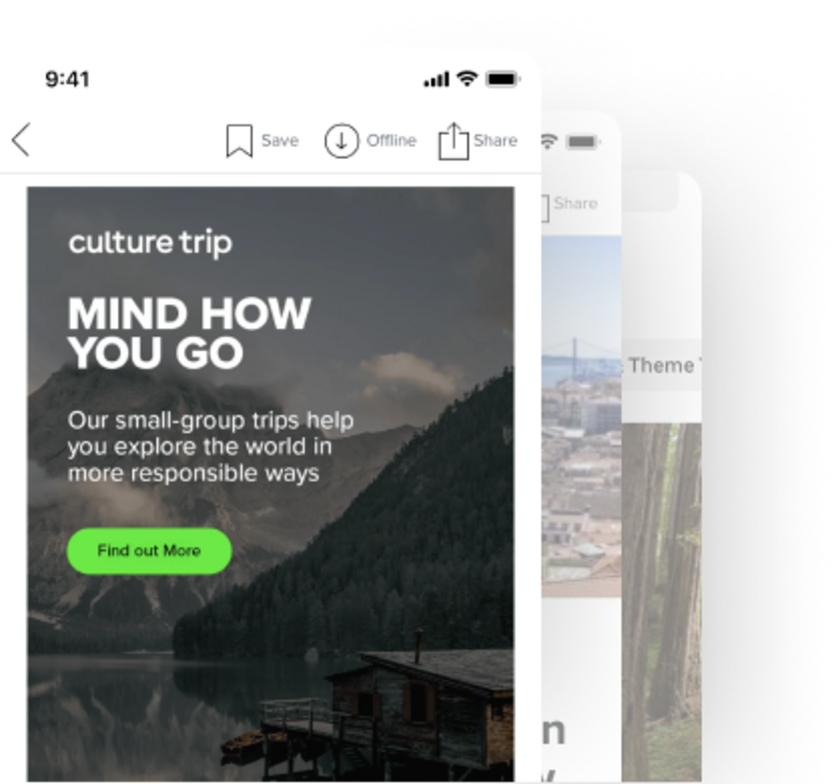 9:41
Save Offline Share
culture trip
MIND HOW
YOU GO
Our small-group trips help
you explore the world in
more responsible ways
Find out More
Share
Theme
n